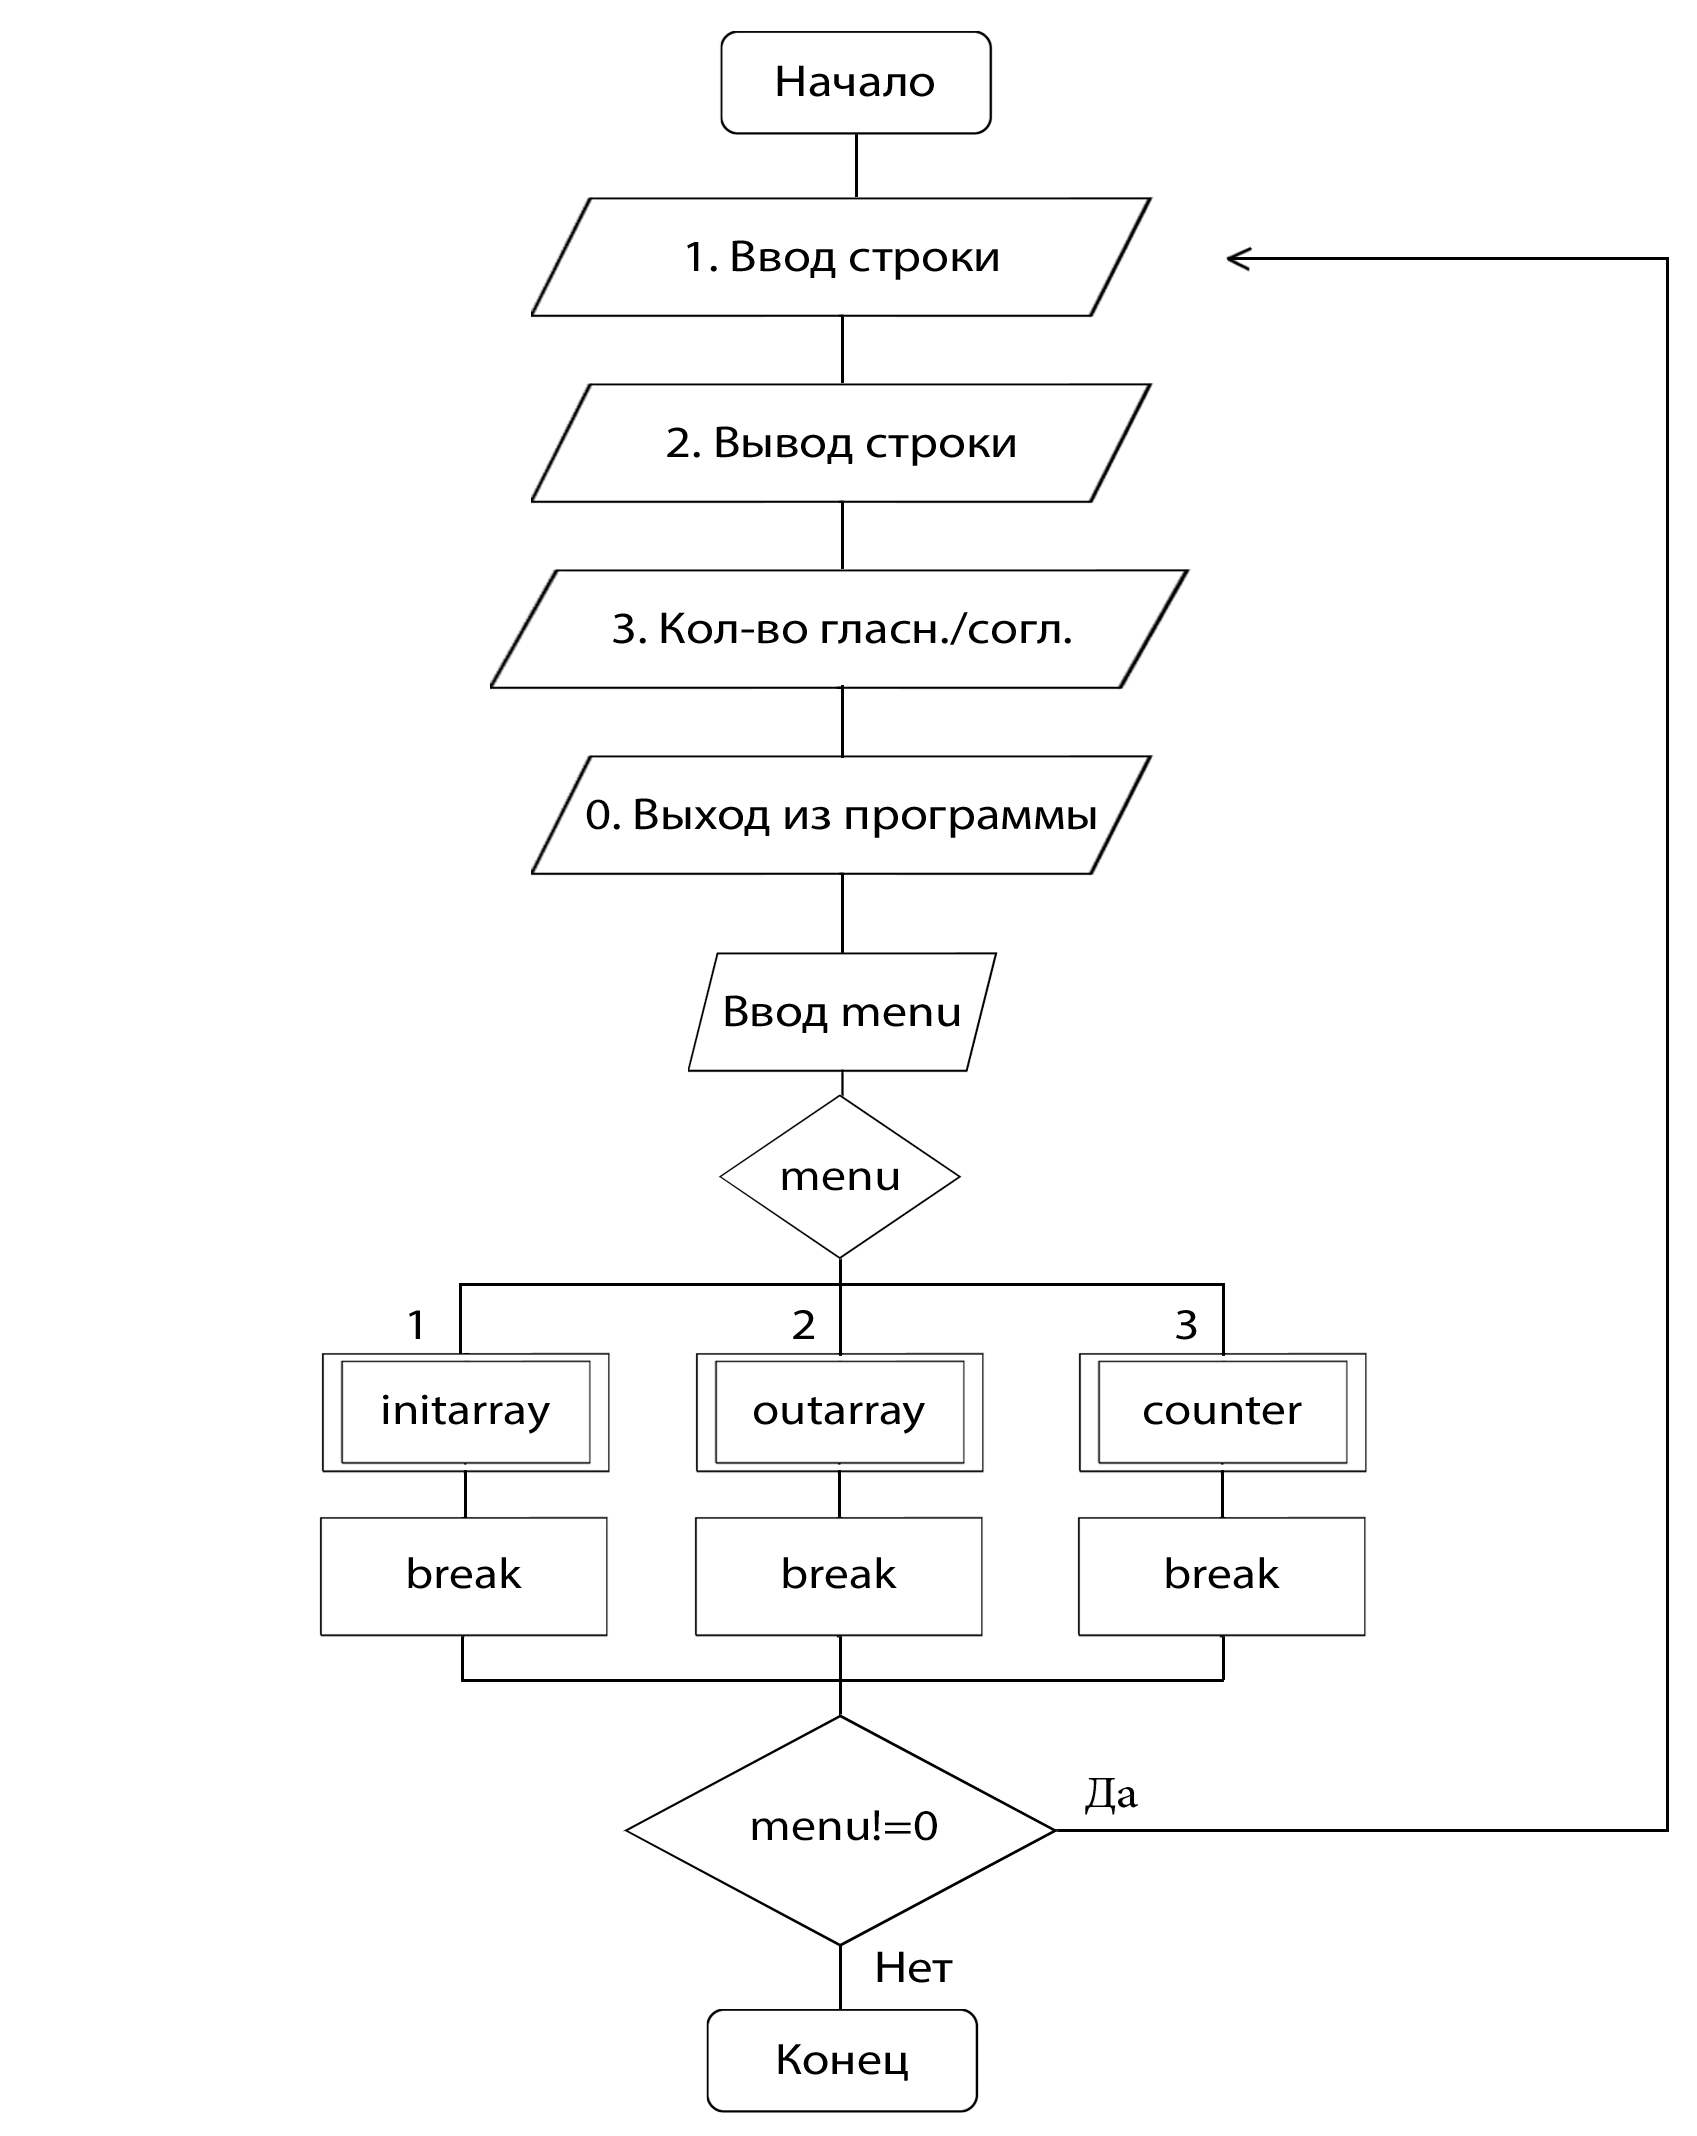 Начало
1. Ввод строки
2. Вывод строки
3. Кол-во гласн./согл.
0. Выход из программы
Ввод menu
menu
1 2 3
initarray outarray counter
break break break
menu!=0
Да
Нет
Конец